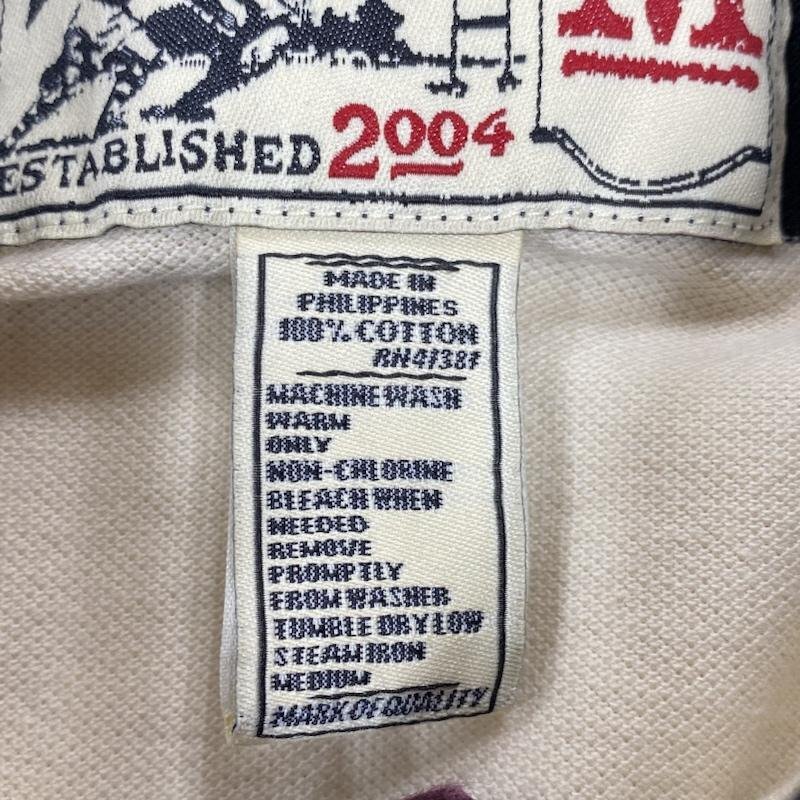 M
ESTABLISHED 2004
MADE IN
PHILIPPINES
100% COTTON
RN41381
MACHINE WASH
WARM
ONLY
NON-CHLORINE
BLEACH WHEN
NEEDED
REMOVE
PROMPTLY
FROM WASHER
TUMBLE DRY LOW
STEAM IRON
MEDIUM
MARK OF QUALITY